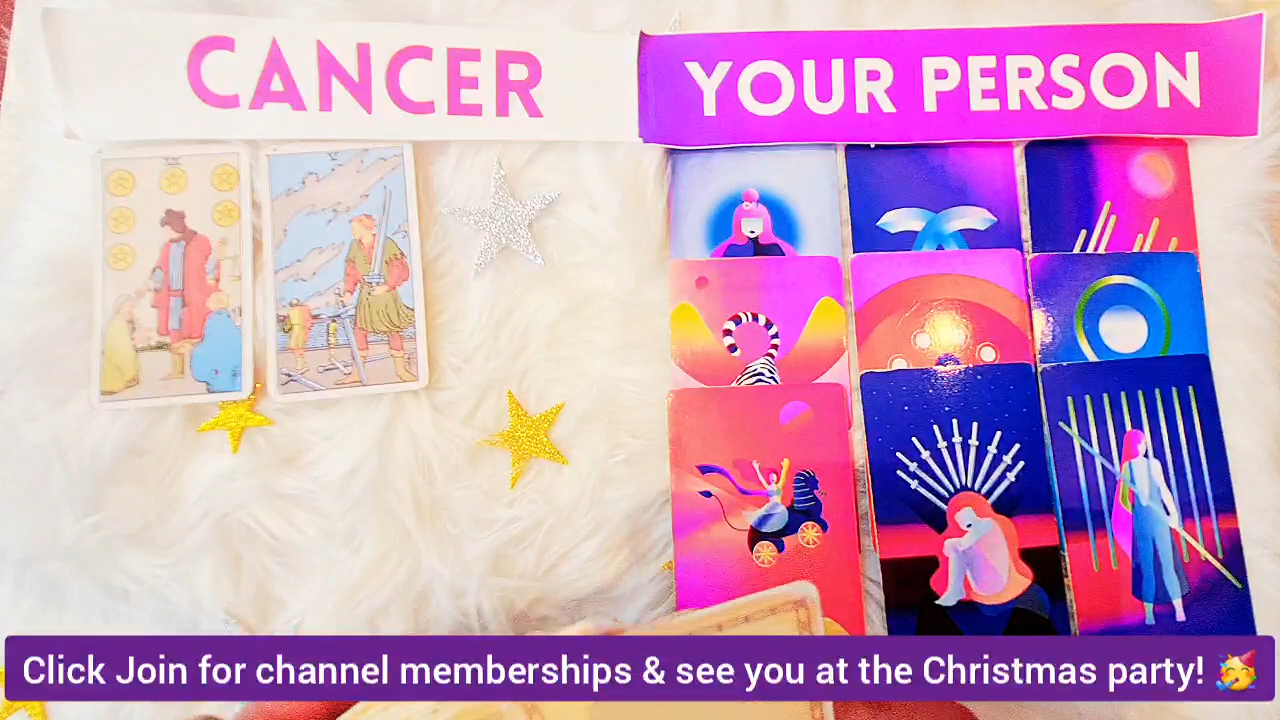 CANCER
YOUR PERSON
Click Join for channel memberships & see you at the Christmas party! 🥳